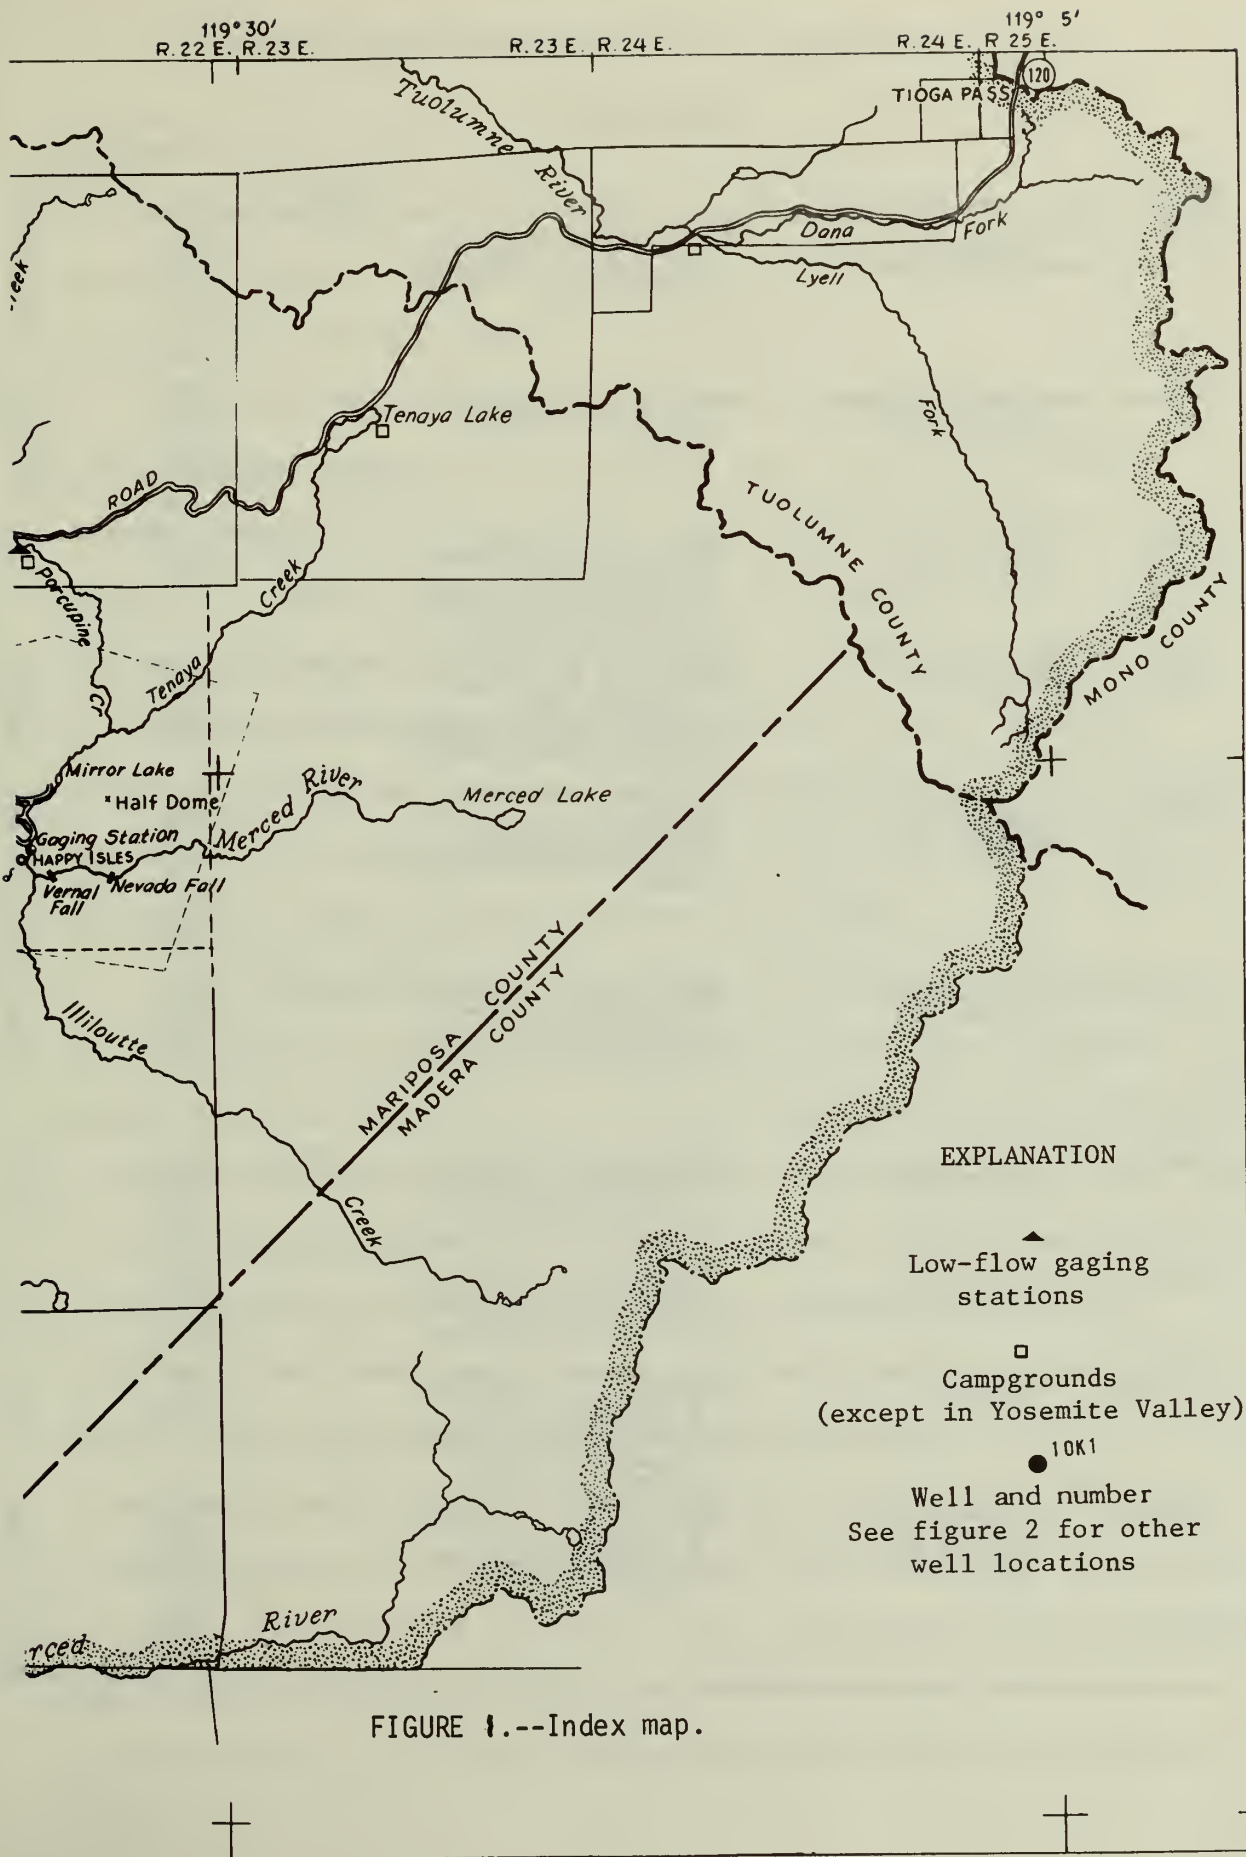 119° 30′
119° 5′
R. 22 E. R. 23 E.
R. 23 E. R. 24 E.
R. 24 E. R 25 E.
120
TIOGA PASS
Tuolumne
River
Dana
Fork
Lyell
Fork
reek
Tenaya Lake
ROAD
Porcupine
Cr
Tenaya
Creek
TUOLUMNE COUNTY
MONO COUNTY
Mirror Lake
Half Dome
Merced River
Merced Lake
Gaging Station
HAPPY ISLES
Vernal
Fall
Nevada Fall
Illiloutte
Creek
MARIPOSA COUNTY
MADERA COUNTY
EXPLANATION
Low-flow gaging
stations
Campgrounds
(except in Yosemite Valley)
10K1
Well and number
See figure 2 for other
well locations
rced
River
FIGURE 1.--Index map.